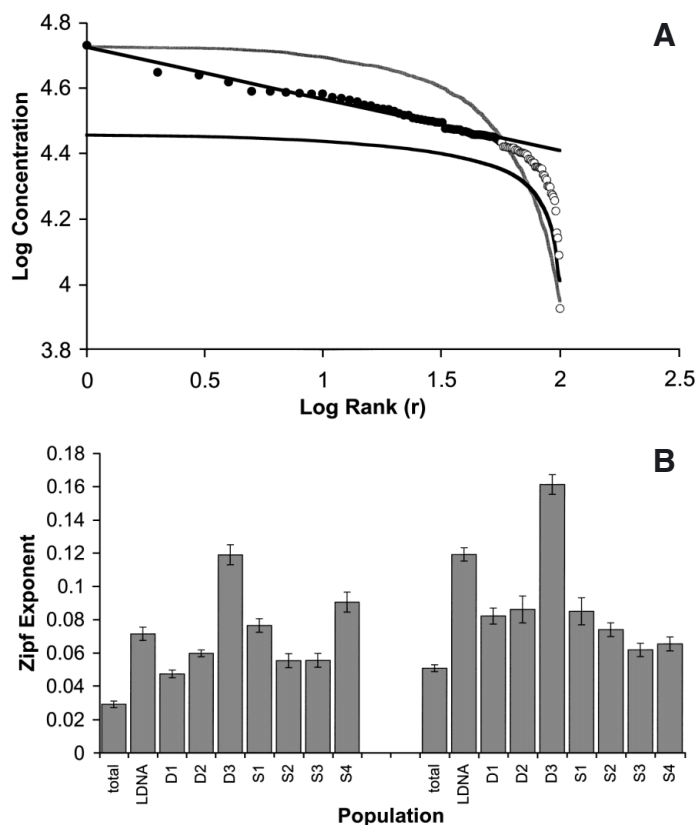 A
4.8
4.6
4.4
4.2
4
3.8
Log Concentration
0 0.5 1 1.5 2 2.5
Log Rank (r)
B
0.18
0.16
0.14
0.12
0.1
0.08
0.06
0.04
0.02
0
Zipf Exponent
total LDNA D1 D2 D3 S1 S2 S3 S4 total LDNA D1 D2 D3 S1 S2 S3 S4
Population